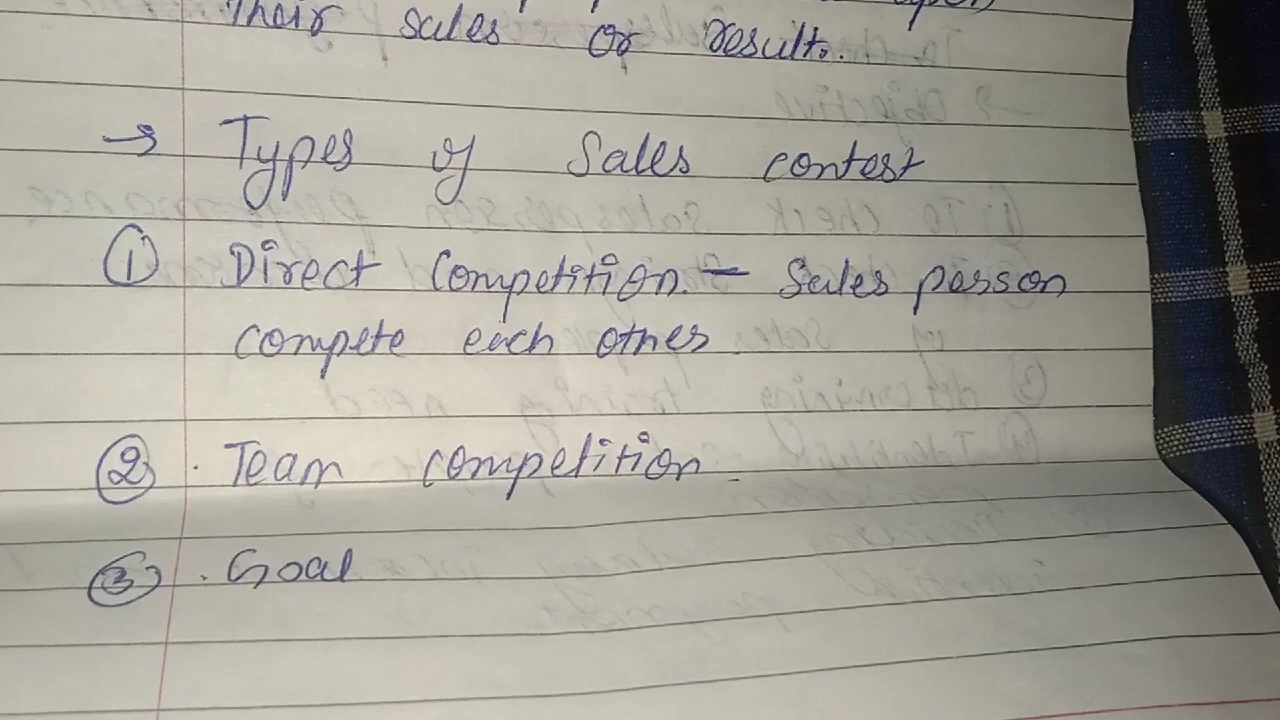 Their sales or result.
→ Types of Sales contest
① Direct Competition. - Sales person
compete each other.
② . Team competition
③ . Goal